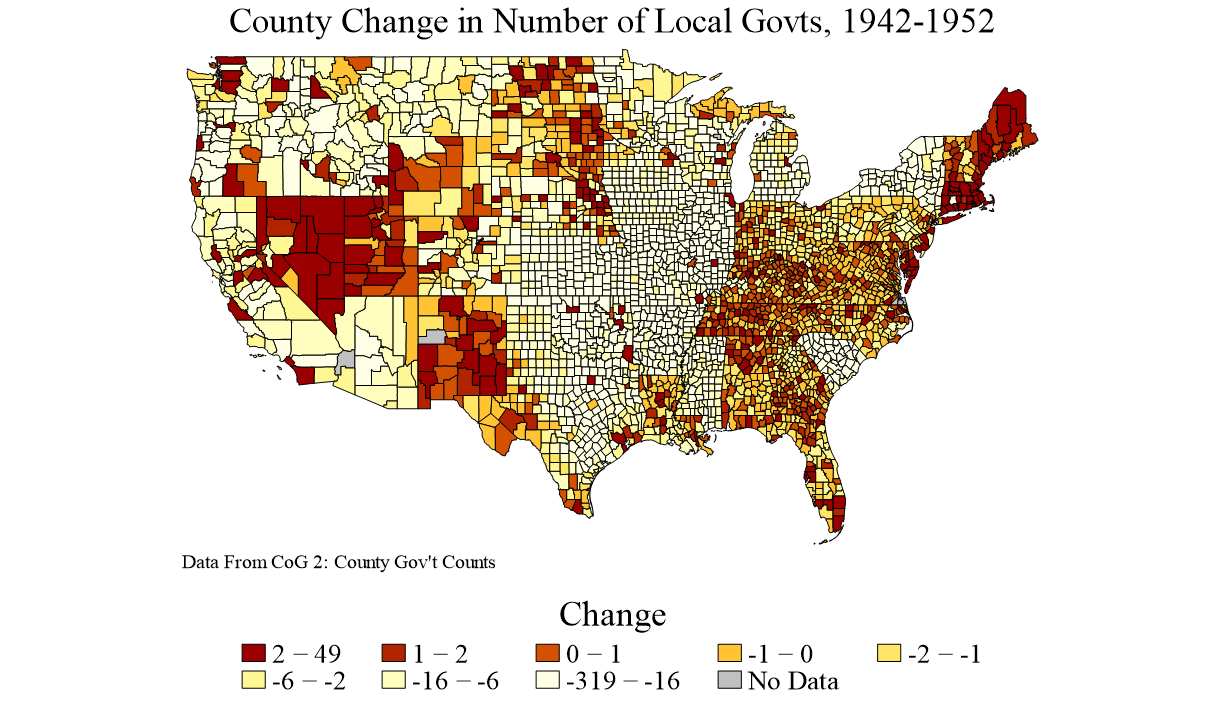 County Change in Number of Local Govts, 1942-1952
Data From CoG 2: County Gov't Counts
Change
2 – 49 1 – 2 0 – 1 -1 – 0 -2 – -1
-6 – -2 -16 – -6 -319 – -16 No Data